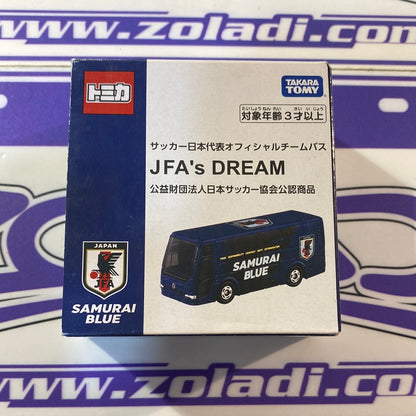 www.zoladi.com
トミカ
TAKARA
TOMY
たいしょうねんれい さい いじょう
対象年齢3才以上
サッカー日本代表オフィシャルチームバス
JFA's DREAM
公益財団法人日本サッカー協会公認商品
JAPAN
JFA
SAMURAI
BLUE
SAMURAI
BLUE
www.zoladi.com